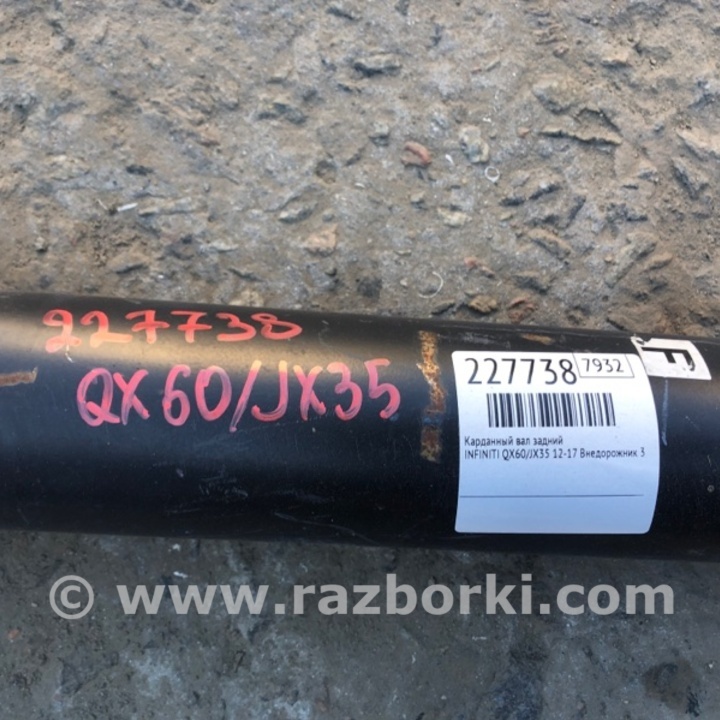 227738
QX60/JX35
227738 7932
Карданный вал задний
INFINITI QX60/JX35 12-17 Внедорожник 3
F
© www.razborki.com